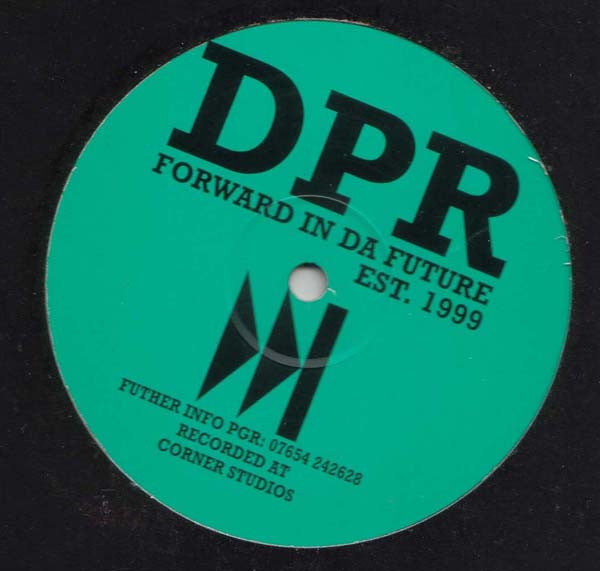 DPR
FORWARD IN DA FUTURE
EST. 1999
FUTHER INFO PGR: 07654 242628
RECORDED AT
CORNER STUDIOS